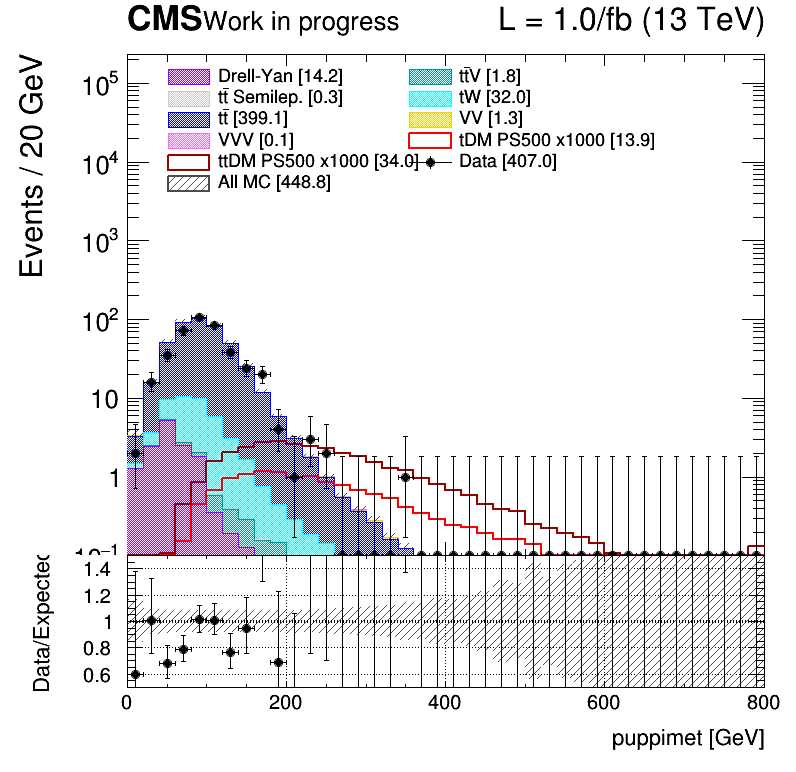 CMS Work in progress L = 1.0/fb (13 TeV)
Events / 20 GeV
Drell-Yan [14.2] tt̄V [1.8]
tt̄ Semilep. [0.3] tW [32.0]
tt̄ [399.1] VV [1.3]
VVV [0.1] tDM PS500 x1000 [13.9]
ttDM PS500 x1000 [34.0] Data [407.0]
All MC [448.8]
10⁵
10⁴
10³
10²
10
1
10⁻¹
Data/Expected
1.4
1.2
1
0.8
0.6
0 200 400 600 800
puppimet [GeV]